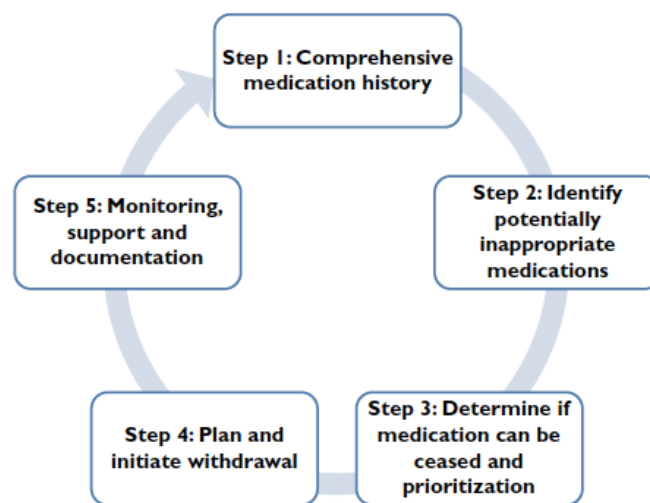 Step 1: Comprehensive
medication history
Step 2: Identify
potentially
inappropriate
medications
Step 3: Determine if
medication can be
ceased and
prioritization
Step 4: Plan and
initiate withdrawal
Step 5: Monitoring,
support and
documentation